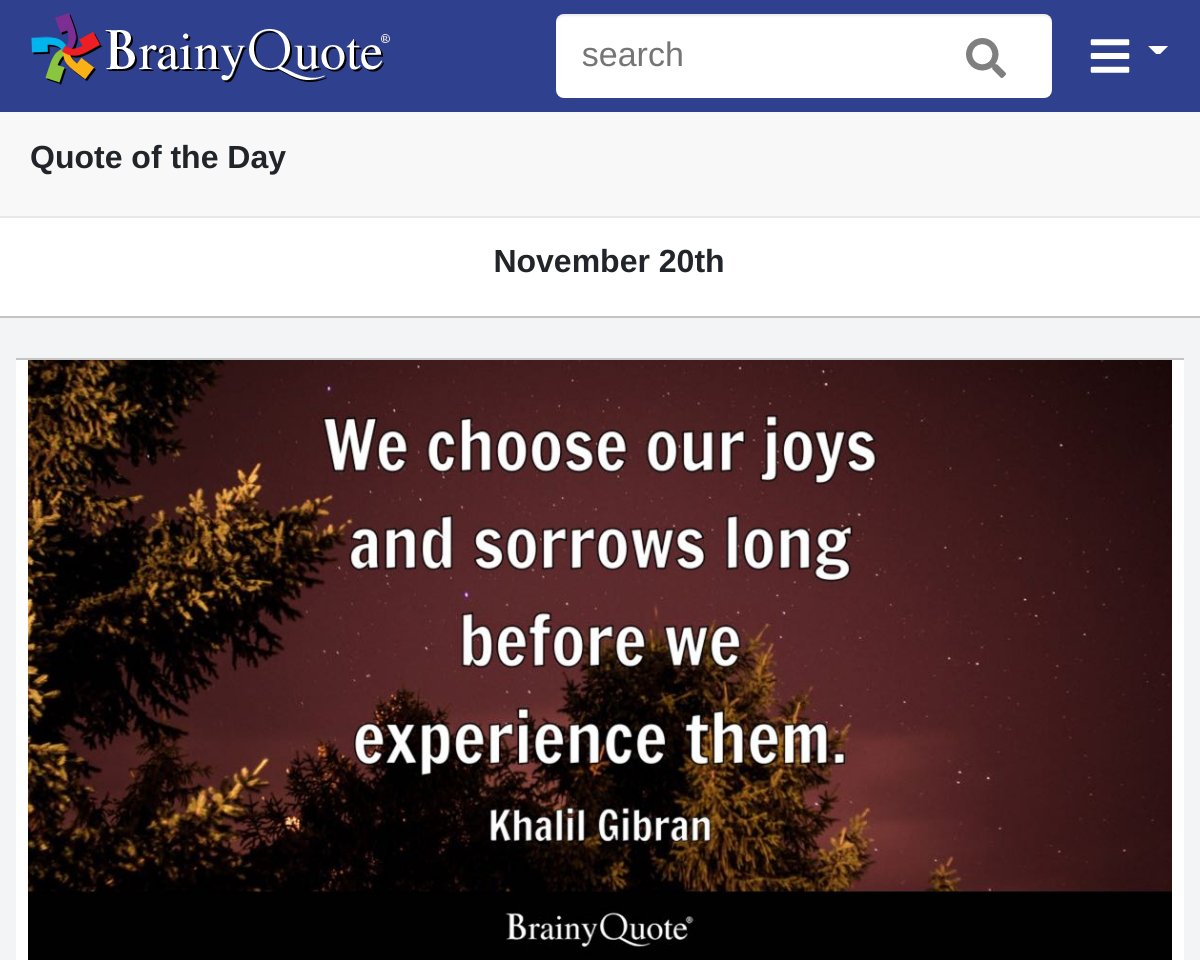 BrainyQuote®
search
Quote of the Day
November 20th
We choose our joys
and sorrows long
before we
experience them.
Khalil Gibran
BrainyQuote®